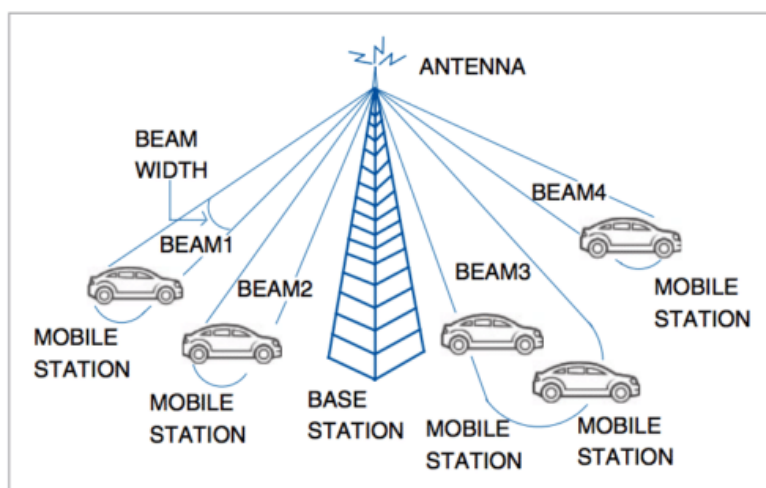 ANTENNA
BEAM
WIDTH
BEAM4
BEAM1
BEAM3
BEAM2
MOBILE
STATION
MOBILE
STATION
MOBILE
STATION
BASE
STATION
MOBILE
STATION
MOBILE
STATION